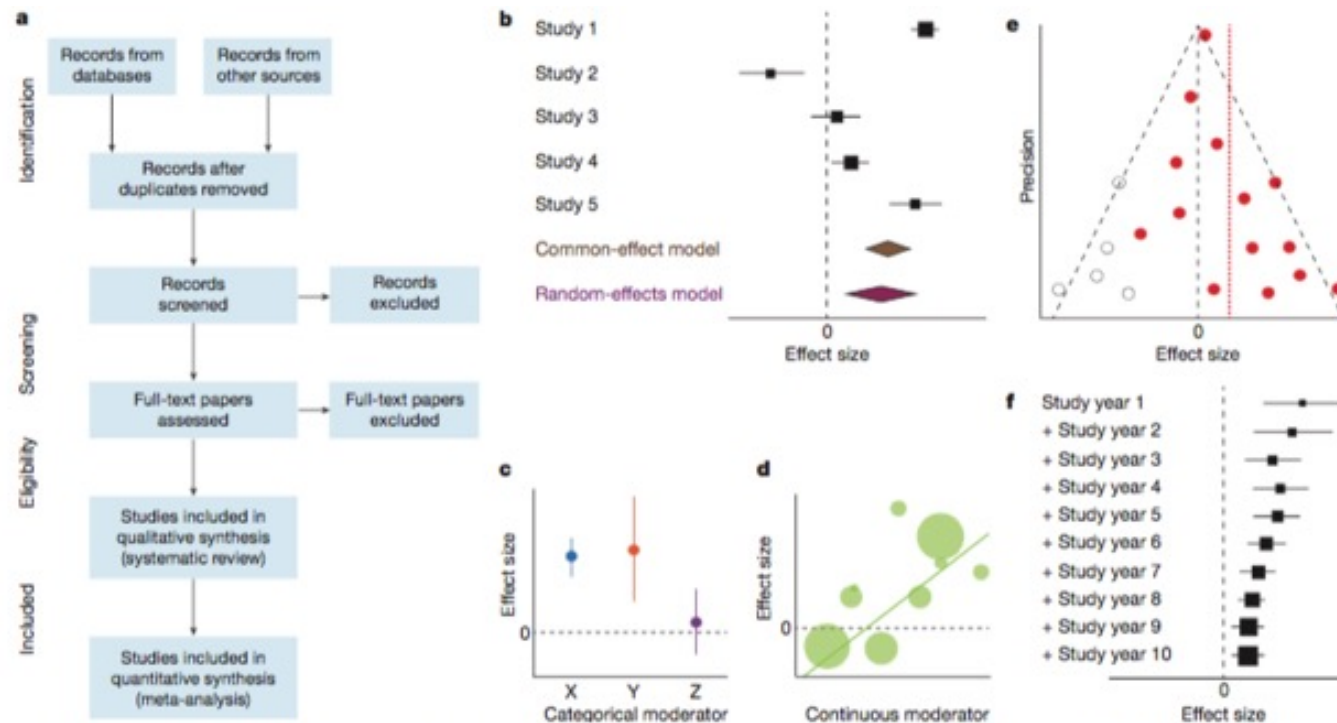 a
Identification
Screening
Eligibility
Included
Records from
databases
Records from
other sources
Records after
duplicates removed
Records
screened
Records
excluded
Full-text papers
assessed
Full-text papers
excluded
Studies included in
qualitative synthesis
(systematic review)
Studies included in
quantitative synthesis
(meta-analysis)
b
Study 1
Study 2
Study 3
Study 4
Study 5
Common-effect model
Random-effects model
0
Effect size
c
Effect size
0
X Y Z
Categorical moderator
d
Effect size
0
Continuous moderator
e
Precision
0
Effect size
f
Study year 1
+ Study year 2
+ Study year 3
+ Study year 4
+ Study year 5
+ Study year 6
+ Study year 7
+ Study year 8
+ Study year 9
+ Study year 10
0
Effect size